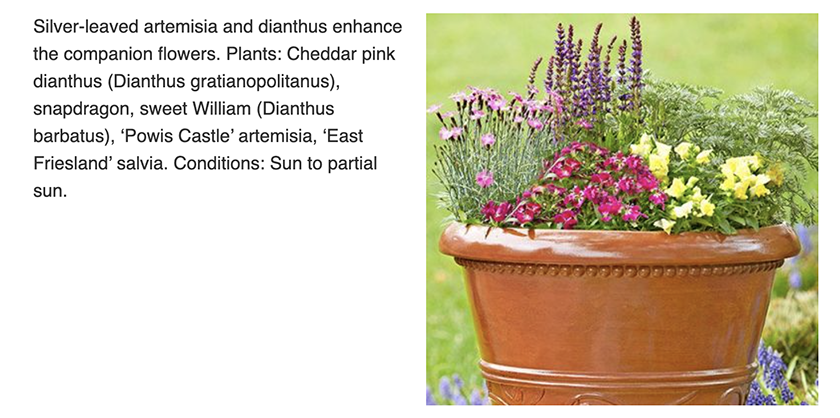 Silver-leaved artemisia and dianthus enhance
the companion flowers. Plants: Cheddar pink
dianthus (Dianthus gratianopolitanus),
snapdragon, sweet William (Dianthus
barbatus), ‘Powis Castle’ artemisia, ‘East
Friesland’ salvia. Conditions: Sun to partial
sun.